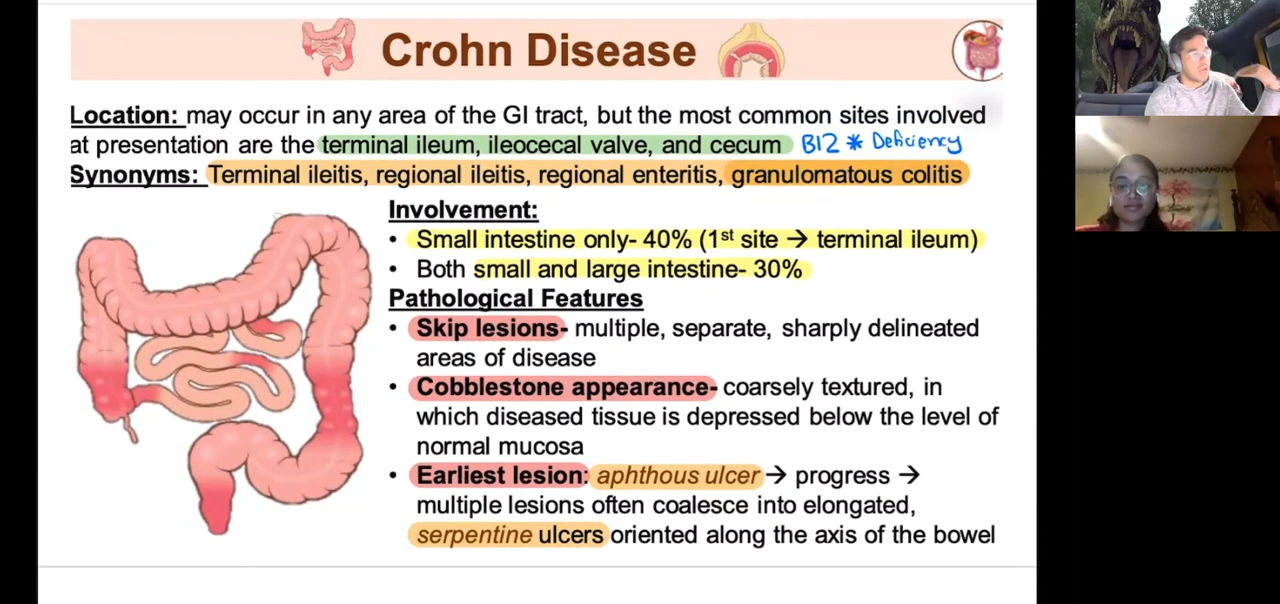 Crohn Disease
Location: may occur in any area of the GI tract, but the most common sites involved
at presentation are the terminal ileum, ileocecal valve, and cecum B12 * Deficiency
Synonyms: Terminal ileitis, regional ileitis, regional enteritis, granulomatous colitis
Involvement:
• Small intestine only- 40% (1st site → terminal ileum)
• Both small and large intestine- 30%
Pathological Features
• Skip lesions- multiple, separate, sharply delineated
areas of disease
• Cobblestone appearance- coarsely textured, in
which diseased tissue is depressed below the level of
normal mucosa
• Earliest lesion: aphthous ulcer → progress →
multiple lesions often coalesce into elongated,
serpentine ulcers oriented along the axis of the bowel